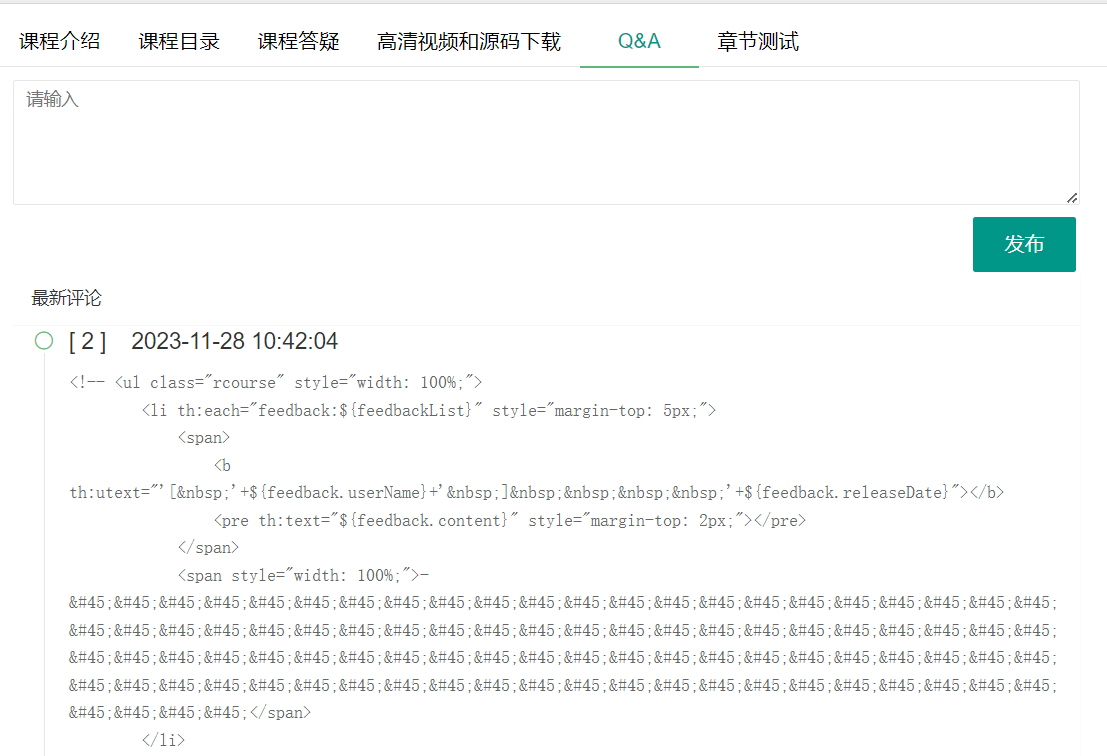 课程介绍 课程目录 课程答疑 高清视频和源码下载 Q&A 章节测试
请输入
发布
最新评论
[ 2 ] 2023-11-28 10:42:04
<!-- <ul class="rcourse" style="width: 100%;">
<li th:each="feedback:${feedbackList}" style="margin-top: 5px;">
<span>
<b
th:utext="'[&nbsp;'+${feedback.userName}+'&nbsp;]&nbsp;&nbsp;&nbsp;&nbsp;'+${feedback.releaseDate}"></b>
<pre th:text="${feedback.content}" style="margin-top: 2px;"></pre>
</span>
<span style="width: 100%;">-
&#45;&#45;&#45;&#45;&#45;&#45;&#45;&#45;&#45;&#45;&#45;&#45;&#45;&#45;&#45;&#45;&#45;&#45;&#45;&#45;&#45;&#45;
&#45;&#45;&#45;&#45;&#45;&#45;&#45;&#45;&#45;&#45;&#45;&#45;&#45;&#45;&#45;&#45;&#45;&#45;&#45;&#45;&#45;&#45;
&#45;&#45;&#45;&#45;&#45;&#45;&#45;&#45;&#45;&#45;&#45;&#45;&#45;&#45;&#45;&#45;&#45;&#45;&#45;&#45;&#45;&#45;
&#45;&#45;&#45;&#45;&#45;&#45;&#45;&#45;&#45;&#45;&#45;&#45;&#45;&#45;&#45;&#45;&#45;&#45;&#45;&#45;&#45;&#45;
&#45;&#45;&#45;&#45;</span>
</li>